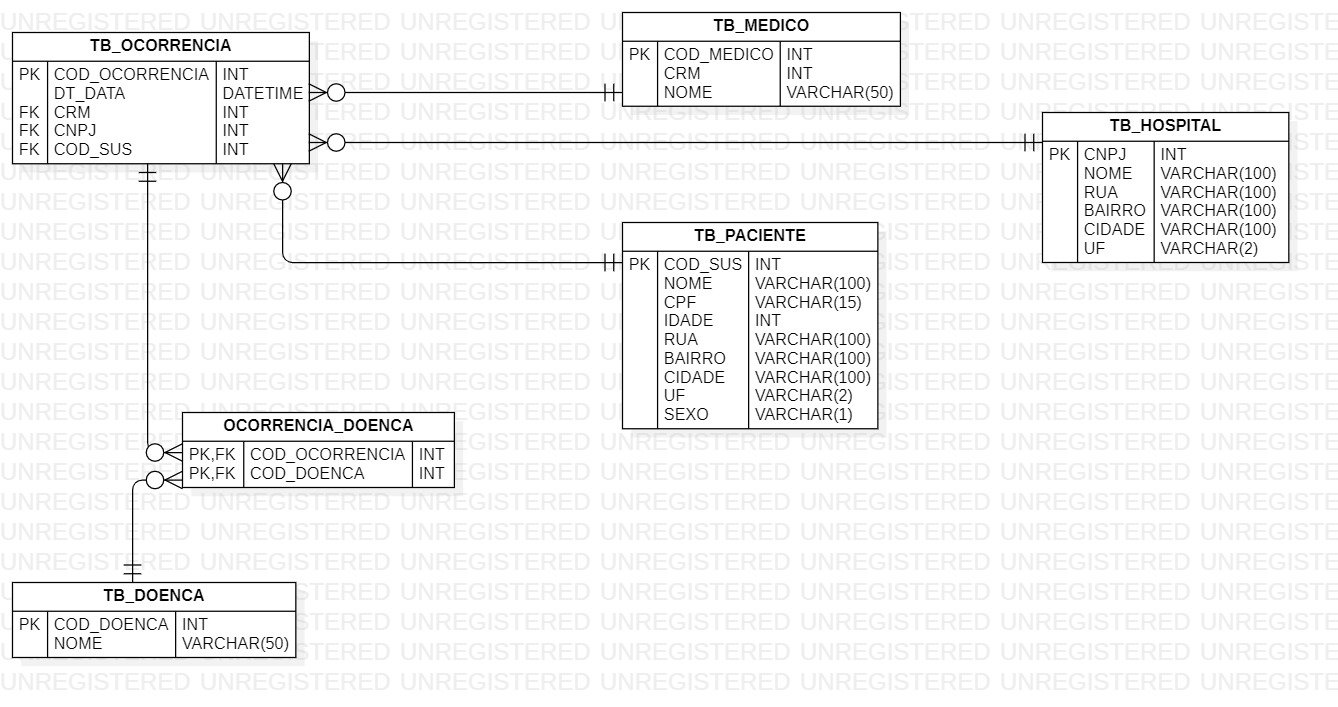 TB_OCORRENCIA
PK COD_OCORRENCIA INT
DT_DATA DATETIME
FK CRM INT
FK CNPJ INT
FK COD_SUS INT
TB_MEDICO
PK COD_MEDICO INT
CRM INT
NOME VARCHAR(50)
TB_HOSPITAL
PK CNPJ INT
NOME VARCHAR(100)
RUA VARCHAR(100)
BAIRRO VARCHAR(100)
CIDADE VARCHAR(100)
UF VARCHAR(2)
TB_PACIENTE
PK COD_SUS INT
NOME VARCHAR(100)
CPF VARCHAR(15)
IDADE INT
RUA VARCHAR(100)
BAIRRO VARCHAR(100)
CIDADE VARCHAR(100)
UF VARCHAR(2)
SEXO VARCHAR(1)
OCORRENCIA_DOENCA
PK,FK COD_OCORRENCIA INT
PK,FK COD_DOENCA INT
TB_DOENCA
PK COD_DOENCA INT
NOME VARCHAR(50)
UNREGISTERED UNREGISTERED UNREGISTERED UNREGISTERED UNREGISTERED UNREGISTERED